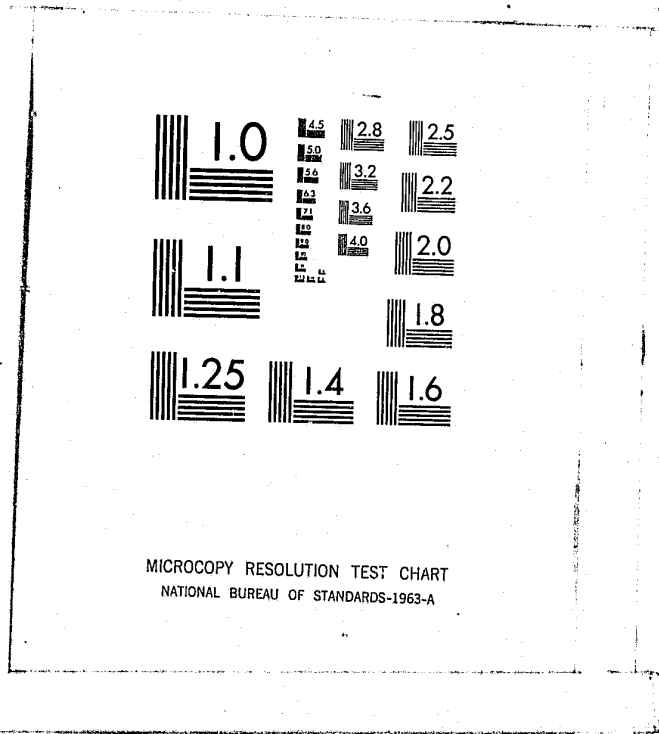 1.0
4.5 2.8 2.5
5.0
5.6 3.2 2.2
6.3
7.1 3.6
8.0
4.0 2.0
1.1
1.8
1.25 1.4 1.6
MICROCOPY RESOLUTION TEST CHART
NATIONAL BUREAU OF STANDARDS-1963-A